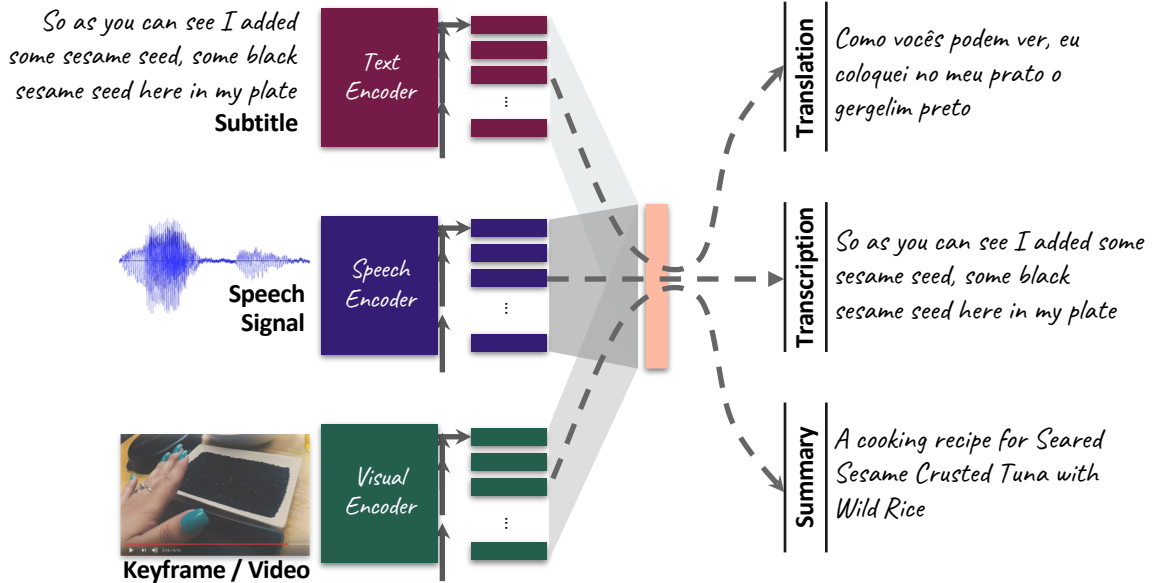 So as you can see I added
some sesame seed, some black
sesame seed here in my plate
Subtitle
Text
Encoder
...
Speech
Signal
Speech
Encoder
...
Keyframe / Video
Visual
Encoder
...
Translation
Como vocês podem ver, eu
coloquei no meu prato o
gergelim preto
Transcription
So as you can see I added some
sesame seed, some black
sesame seed here in my plate
Summary
A cooking recipe for Seared
Sesame Crusted Tuna with
Wild Rice